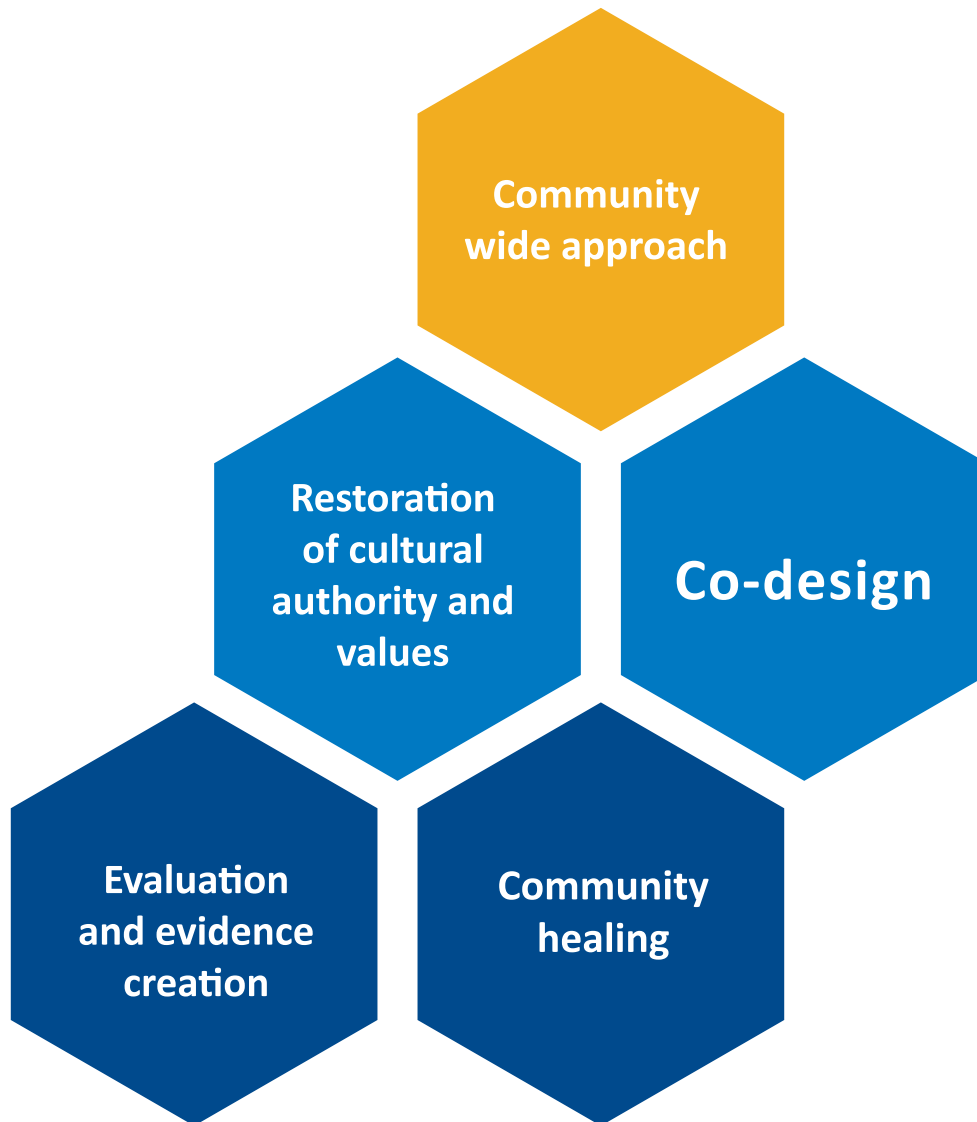 Community
wide approach
Restoration
of cultural
authority and
values
Co-design
Evaluation
and evidence
creation
Community
healing